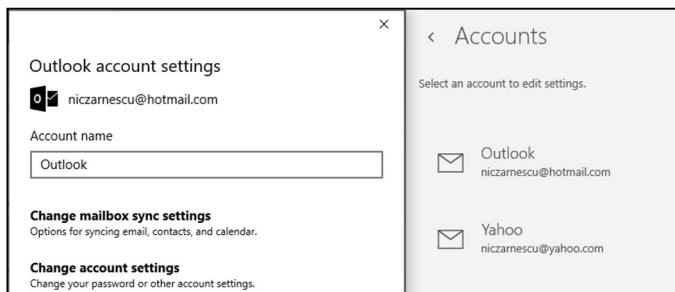 Outlook account settings
niczarnescu@hotmail.com
Account name
Outlook
Change mailbox sync settings
Options for syncing email, contacts, and calendar.
Change account settings
Change your password or other account settings.
Accounts
Select an account to edit settings.
Outlook
niczarnescu@hotmail.com
Yahoo
niczarnescu@yahoo.com